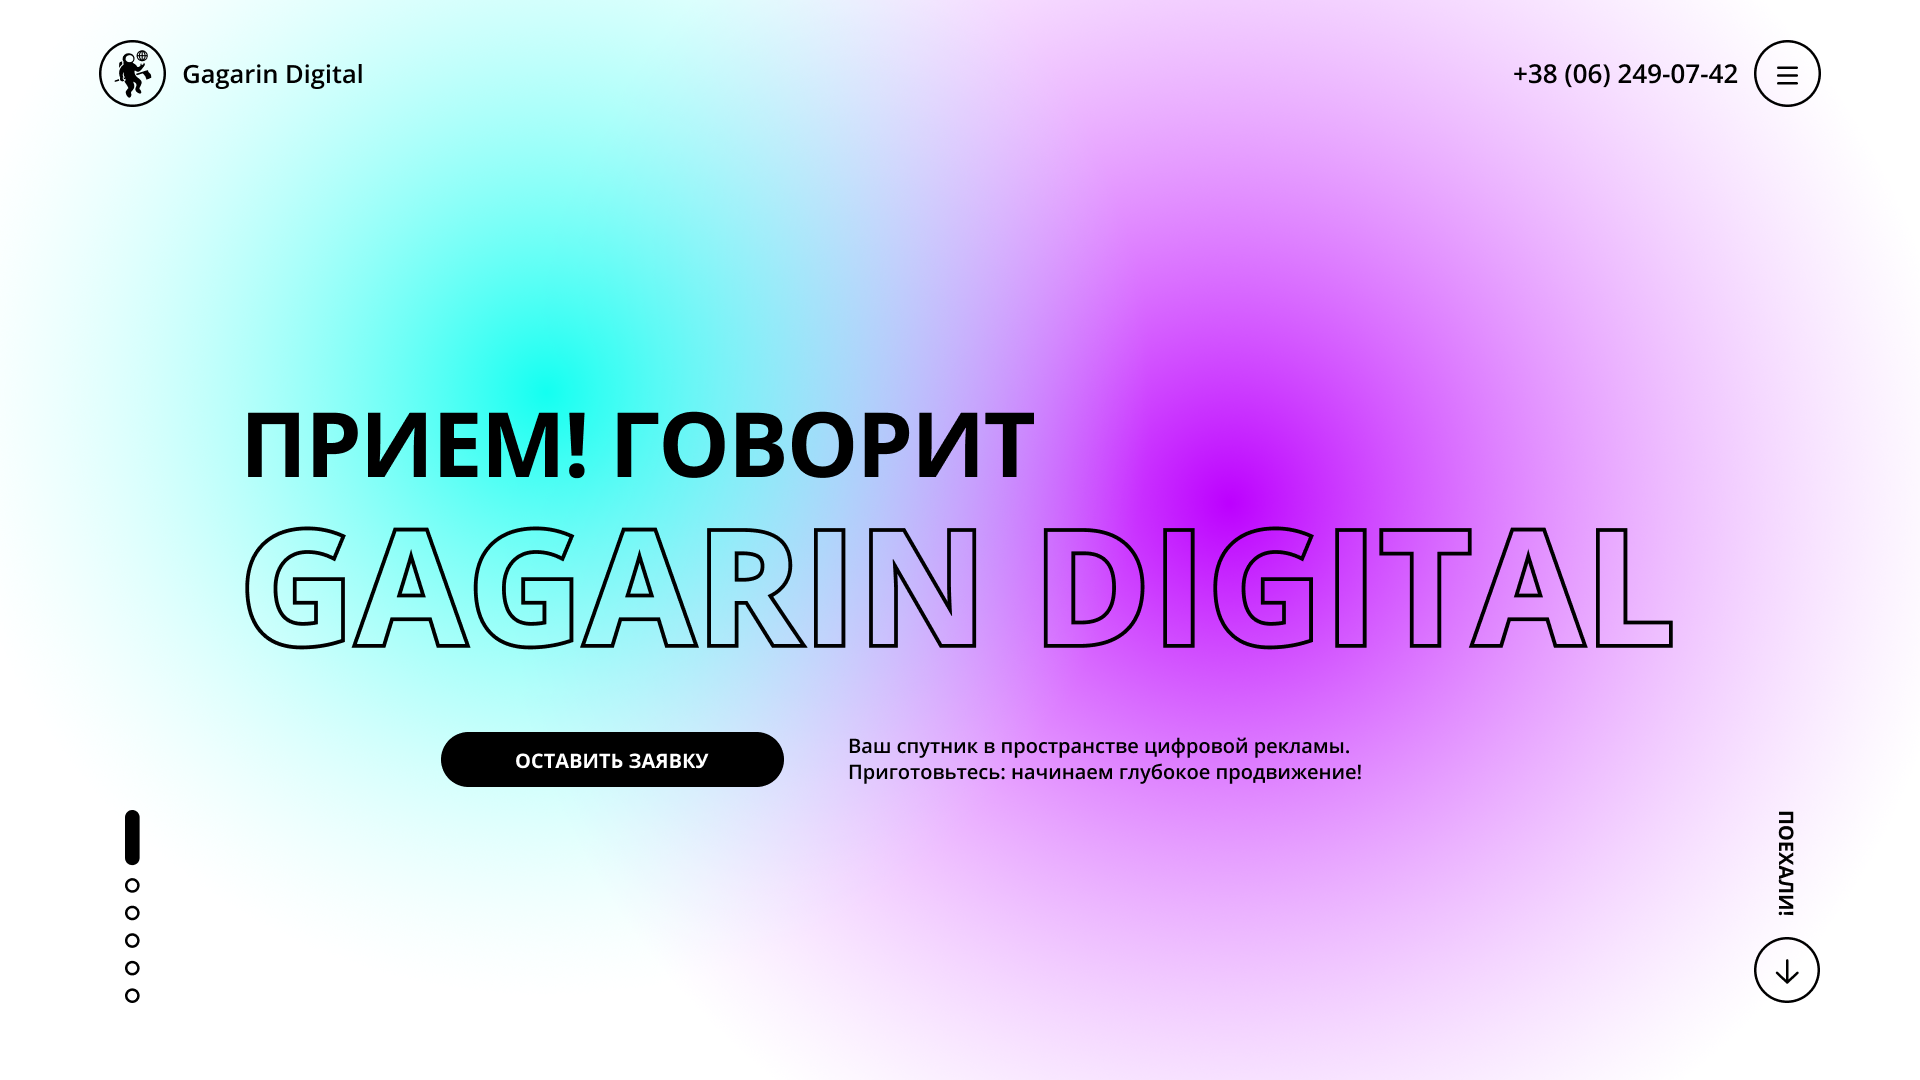 Gagarin Digital
+38 (06) 249-07-42
ПРИЕМ! ГОВОРИТ
GAGARIN DIGITAL
ОСТАВИТЬ ЗАЯВКУ
Ваш спутник в пространстве цифровой рекламы.
Приготовьтесь: начинаем глубокое продвижение!
ПОЕХАЛИ!